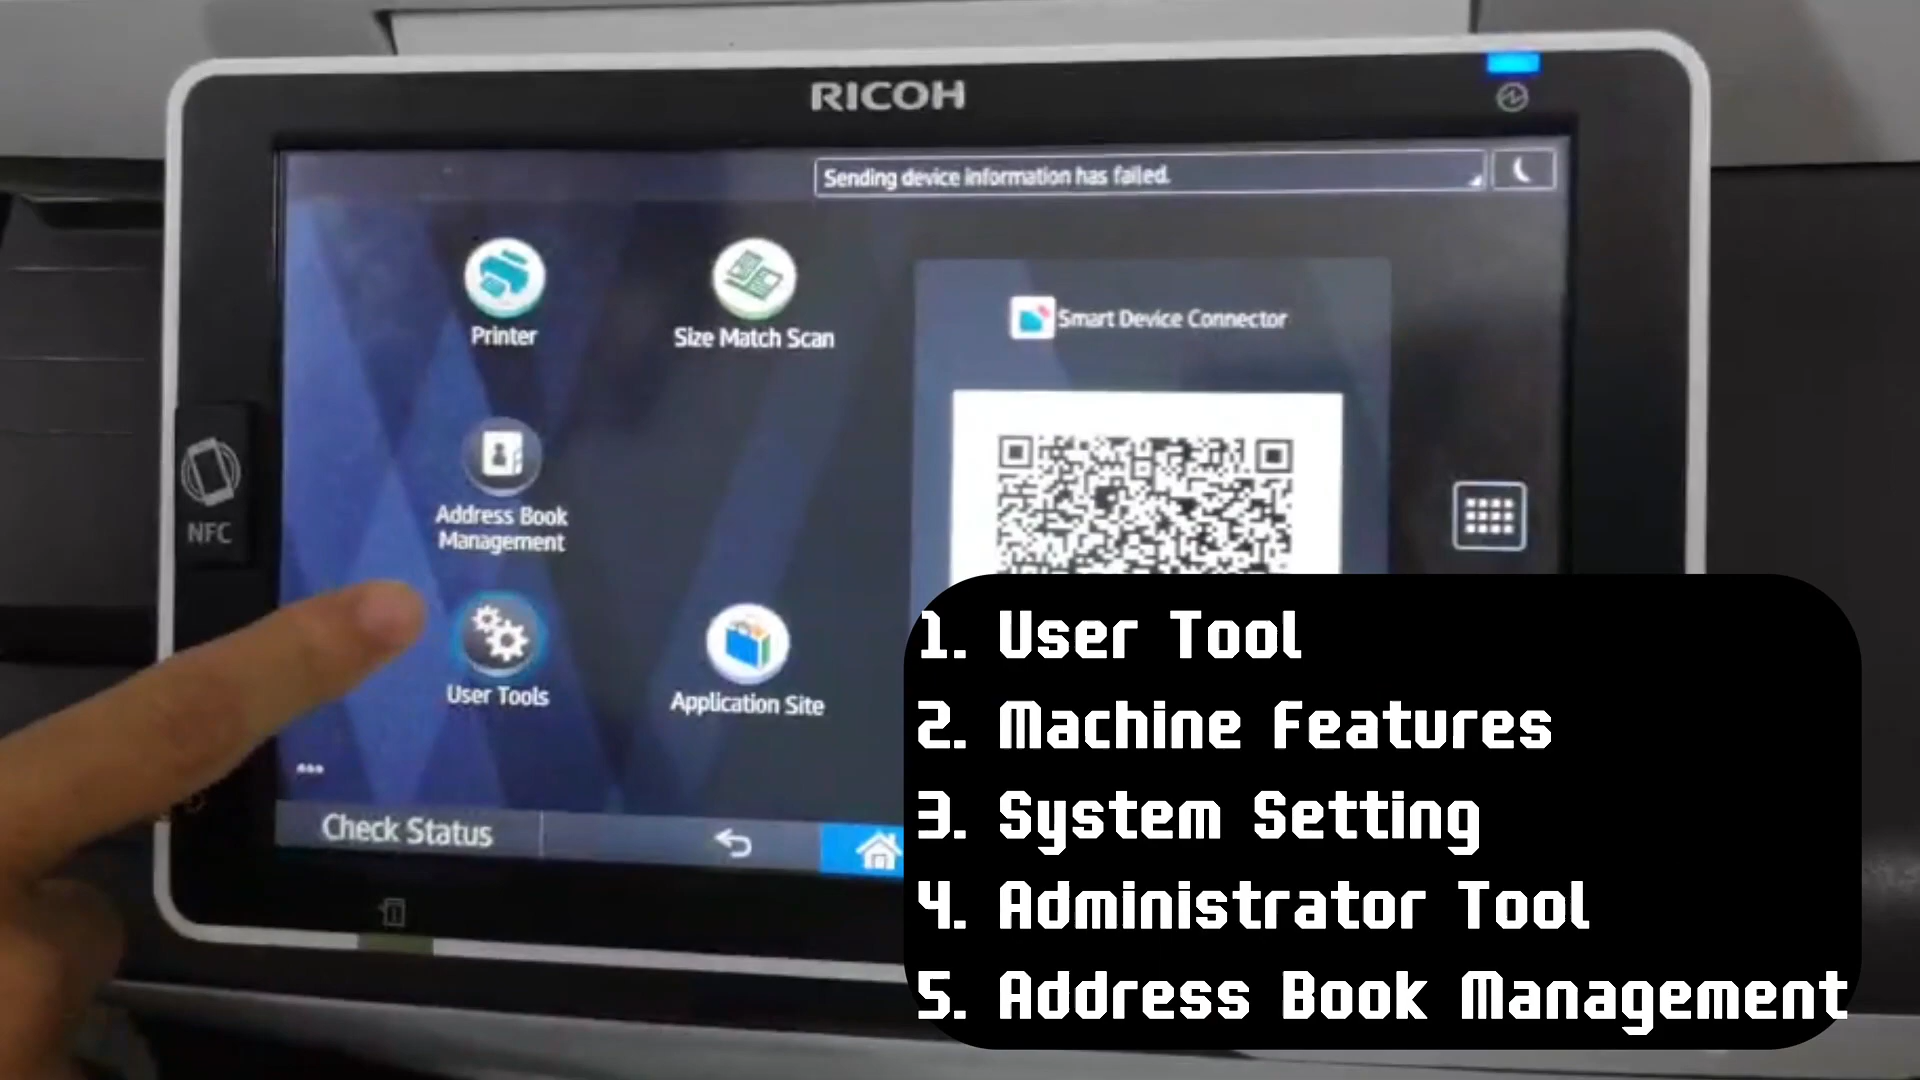 RICOH
Sending device information has failed.
Printer
Size Match Scan
Smart Device Connector
NFC
Address Book
Management
User Tools
Application Site
Check Status
1. User Tool
2. Machine Features
3. System Setting
4. Administrator Tool
5. Address Book Management